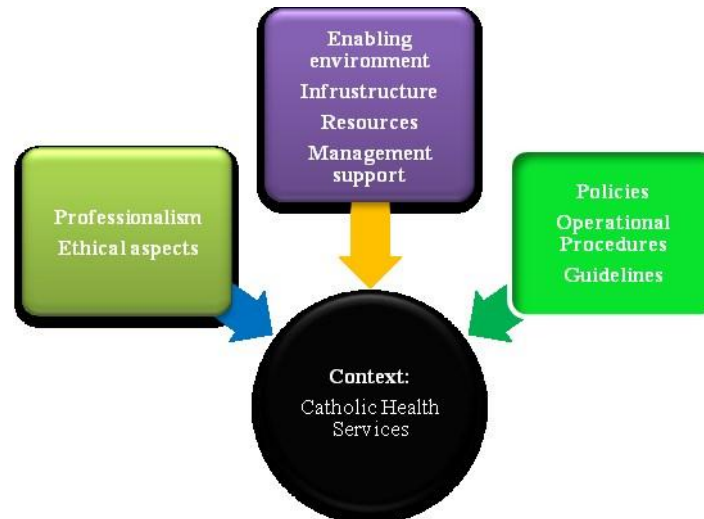 Enabling
environment
Infrustructure
Resources
Management
support
Professionalism
Ethical aspects
Policies
Operational
Procedures
Guidelines
Context:
Catholic Health
Services